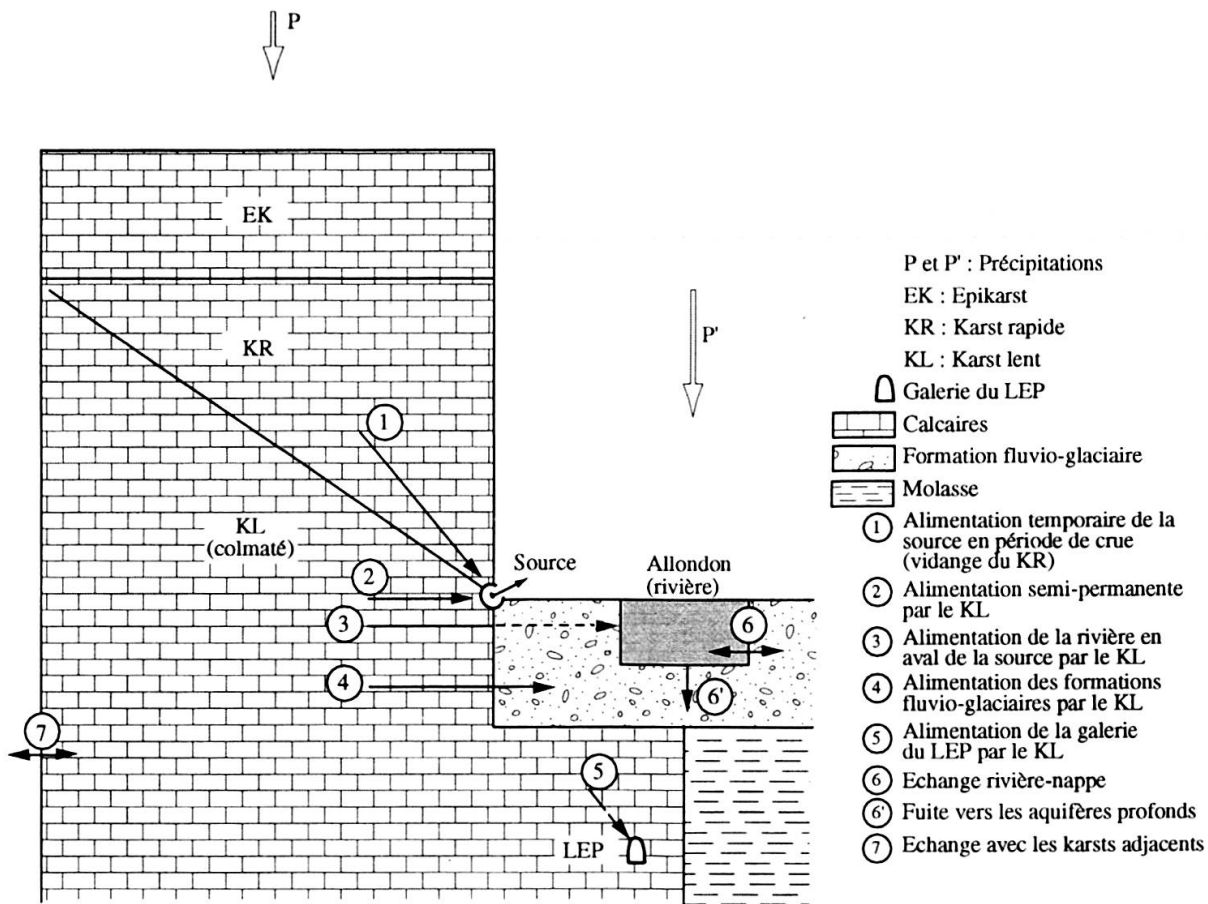 P
EK
KR
1
KL
(colmaté)
2
3
4
7
Source
Allondon
(rivière)
P'
6
6'
5
LEP
P et P' : Précipitations
EK : Epikarst
KR : Karst rapide
KL : Karst lent
Galerie du LEP
Calcaires
Formation fluvio-glaciaire
Molasse
1 Alimentation temporaire de la
source en période de crue
(vidange du KR)
2 Alimentation semi-permanente
par le KL
3 Alimentation de la rivière en
aval de la source par le KL
4 Alimentation des formations
fluvio-glaciaires par le KL
5 Alimentation de la galerie
du LEP par le KL
6 Echange rivière-nappe
6' Fuite vers les aquifères profonds
7 Echange avec les karsts adjacents